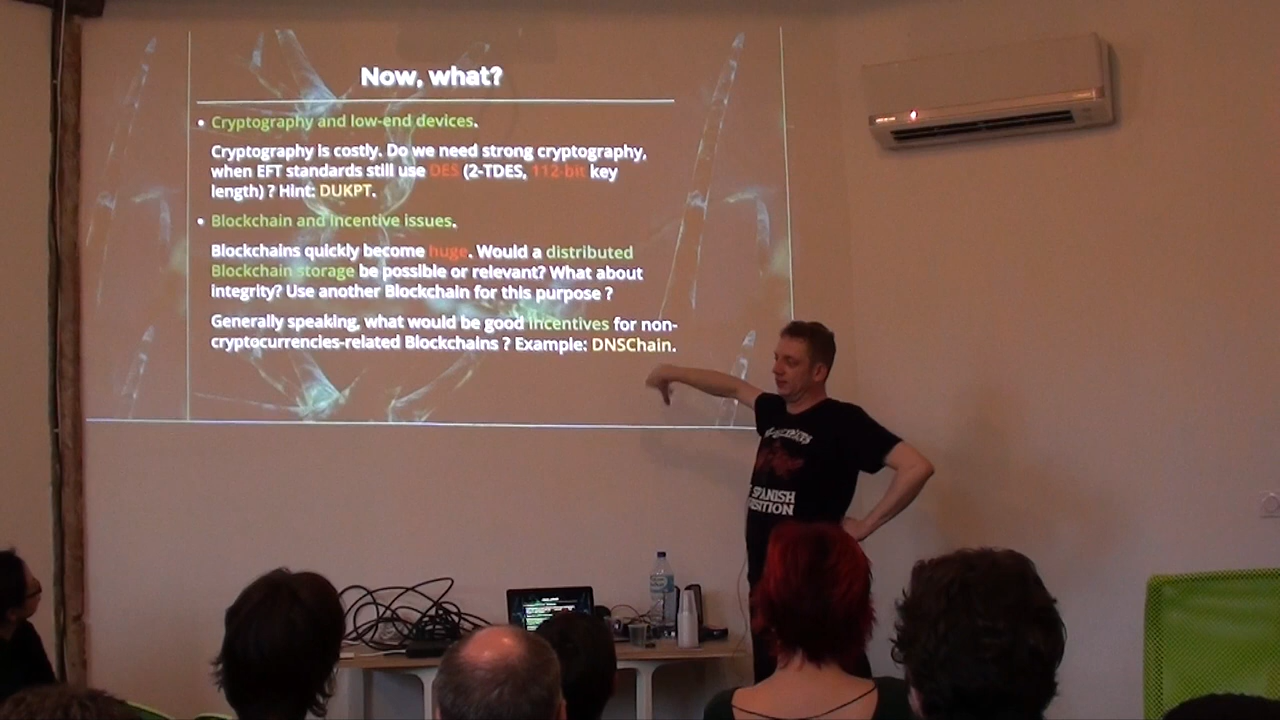 Now, what?
• Cryptography and low-end devices.
Cryptography is costly. Do we need strong cryptography,
when EFT standards still use DES (2-TDES, 112-bit key
length) ? Hint: DUKPT.
• Blockchain and incentive issues.
Blockchains quickly become huge. Would a distributed
Blockchain storage be possible or relevant? What about
integrity? Use another Blockchain for this purpose ?
Generally speaking, what would be good incentives for non-
cryptocurrencies-related Blockchains ? Example: DNSChain.
SPANISH